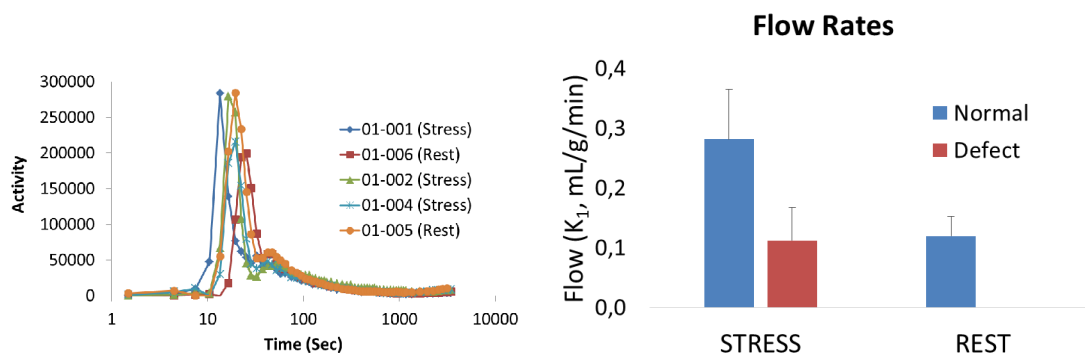 300000
250000
200000
150000
100000
50000
0
Activity
1 10 100 1000 10000
Time (Sec)
01-001 (Stress)
01-006 (Rest)
01-002 (Stress)
01-004 (Stress)
01-005 (Rest)
Flow Rates
0,4
0,3
0,2
0,1
0,0
Flow (K₁, mL/g/min)
Normal
Defect
STRESS REST